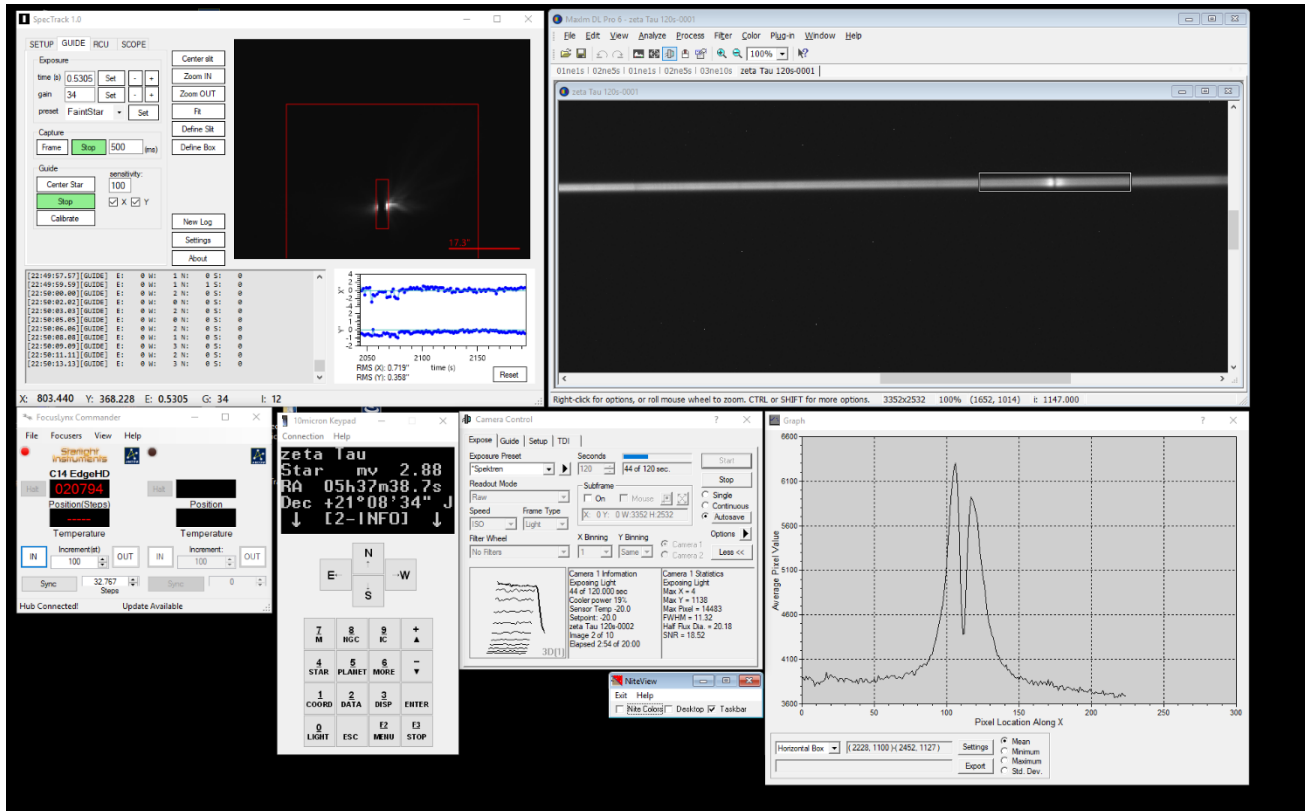 SpecTrack 1.0
SETUP GUIDE RCU SCOPE
Exposure
time (s) 0.5305 Set - +
gain 34 Set - +
preset FaintStar Set
Capture
Frame Stop 500 (ms)
Guide
sensitivity:
Center Star 100
Stop X Y
Calibrate
Center slit
Zoom IN
Zoom OUT
Fit
Define Slit
Define Box
New Log
Settings
About
17.3"
[22:49:57.57][GUIDE] E: 0 W: 1 N: 0 S: 0
[22:49:59.59][GUIDE] E: 0 W: 1 N: 1 S: 0
[22:50:00.00][GUIDE] E: 0 W: 2 N: 0 S: 0
[22:50:02.02][GUIDE] E: 0 W: 0 N: 0 S: 0
[22:50:03.03][GUIDE] E: 0 W: 2 N: 0 S: 0
[22:50:05.05][GUIDE] E: 0 W: 0 N: 0 S: 0
[22:50:06.06][GUIDE] E: 0 W: 2 N: 0 S: 0
[22:50:08.08][GUIDE] E: 0 W: 1 N: 0 S: 0
[22:50:09.09][GUIDE] E: 0 W: 3 N: 0 S: 0
[22:50:11.11][GUIDE] E: 0 W: 2 N: 0 S: 0
[22:50:13.13][GUIDE] E: 0 W: 3 N: 0 S: 0
X"
4
2
0
-2
-4
Y"
2
1
0
-1
-2
2050 2100 2150
RMS (X): 0.719" time (s)
RMS (Y): 0.358"
Reset
X: 803.440 Y: 368.228 E: 0.5305 G: 34 I: 12
Maxim DL Pro 6 - zeta Tau 120s-0001
File Edit View Analyze Process Filter Color Plug-in Window Help
100%
01ne1s | 02ne5s | 01ne1s | 02ne5s | 03ne10s zeta Tau 120s-0001
zeta Tau 120s-0001
Right-click for options, or roll mouse wheel to zoom. CTRL or SHIFT for more options. 3352x2532 100% (1652, 1014) i: 1147.000
FocusLynx Commander
File Focusers View Help
Starlight
Instruments
C14 EdgeHD
Halt 020794 Halt
Position(Steps) Position
-----
Temperature Temperature
IN Increment(st) OUT IN Increment: OUT
100 100
Sync 32,767 Sync 0
Steps
Hub Connected! Update Available
10micron Keypad
Connection Help
zeta Tau
Star mv 2.88
RA 05h37m38.7s
Dec +21°08'34" J
↓ [2-INFO] ↓
N
E W
S
7 8 9 +
M NGC IC ▲
4 5 6 -
STAR PLANET MORE ▼
1 2 3
COORD DATA DISP ENTER
0 F2 F3
LIGHT ESC MENU STOP
Camera Control
Expose Guide Setup TDI
Exposure Preset Seconds
*Spektren 120 44 of 120 sec.
Start
Stop
Readout Mode Subframe
Raw On Mouse
Single
Continuous
Autosave
Speed Frame Type
ISO Light X: 0 Y: 0 W:3352 H:2532
Filter Wheel X Binning Y Binning Camera 1 Options
No Filters 1 Same Camera 2 Less <<
3D[1]
Camera 1 Information
Exposing Light
44 of 120.000 sec
Cooler power 19%
Sensor Temp -20.0
Setpoint: -20.0
zeta Tau 120s-0002
Image 2 of 10
Elapsed 2:54 of 20:00
Camera 1 Statistics
Exposing Light
Max X = 4
Max Y = 1138
Max Pixel = 14483
FWHM = 11.32
Half Flux Dia. = 20.18
SNR = 18.52
NiteView
Exit Help
Nite Colors Desktop Taskbar
Graph
Average Pixel Value
6600
6100
5600
5100
4600
4100
3600
0 50 100 150 200 250 300
Pixel Location Along X
Horizontal Box (2228, 1100)-(2452, 1127) Settings
Export
Mean
Minimum
Maximum
Std. Dev.